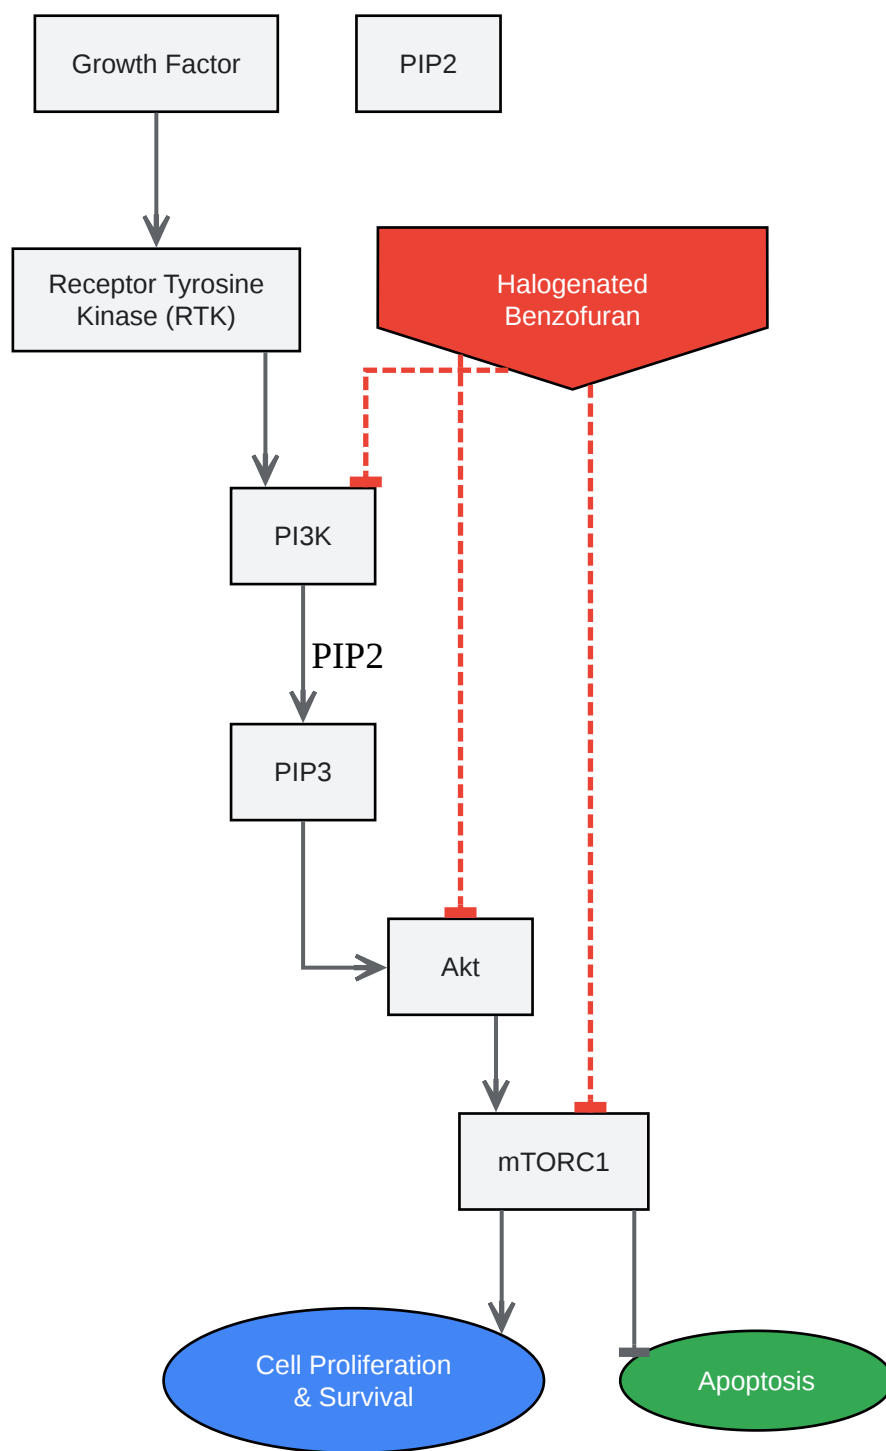 Growth Factor
PIP2
Receptor Tyrosine
Kinase (RTK)
Halogenated
Benzofuran
PI3K
PIP2
PIP3
Akt
mTORC1
Cell Proliferation
& Survival
Apoptosis